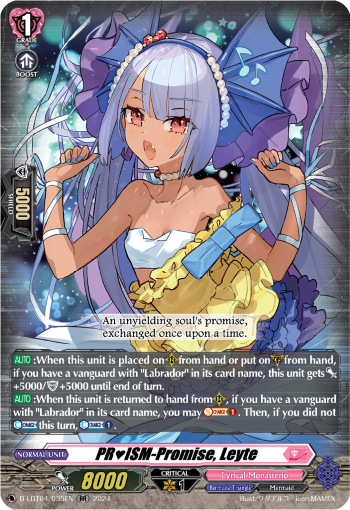 1
GRADE
BOOST
5000
SHIELD
An unyielding soul's promise,
exchanged once upon a time.
AUTO :When this unit is placed on from hand or put on from hand,
if you have a vanguard with "Labrador" in its card name, this unit gets
+5000/ +5000 until end of turn.
AUTO :When this unit is returned to hand from , if you have a vanguard
with "Labrador" in its card name, you may 1. Then, if you did not
this turn, 1.
NORMAL UNIT
PR♥ISM-Promise, Leyte
POWER
8000
CRITICAL
1
Lyrical Monasterio
Bermuda Triangle
Mermaid
D-LBT04/035EN 2024